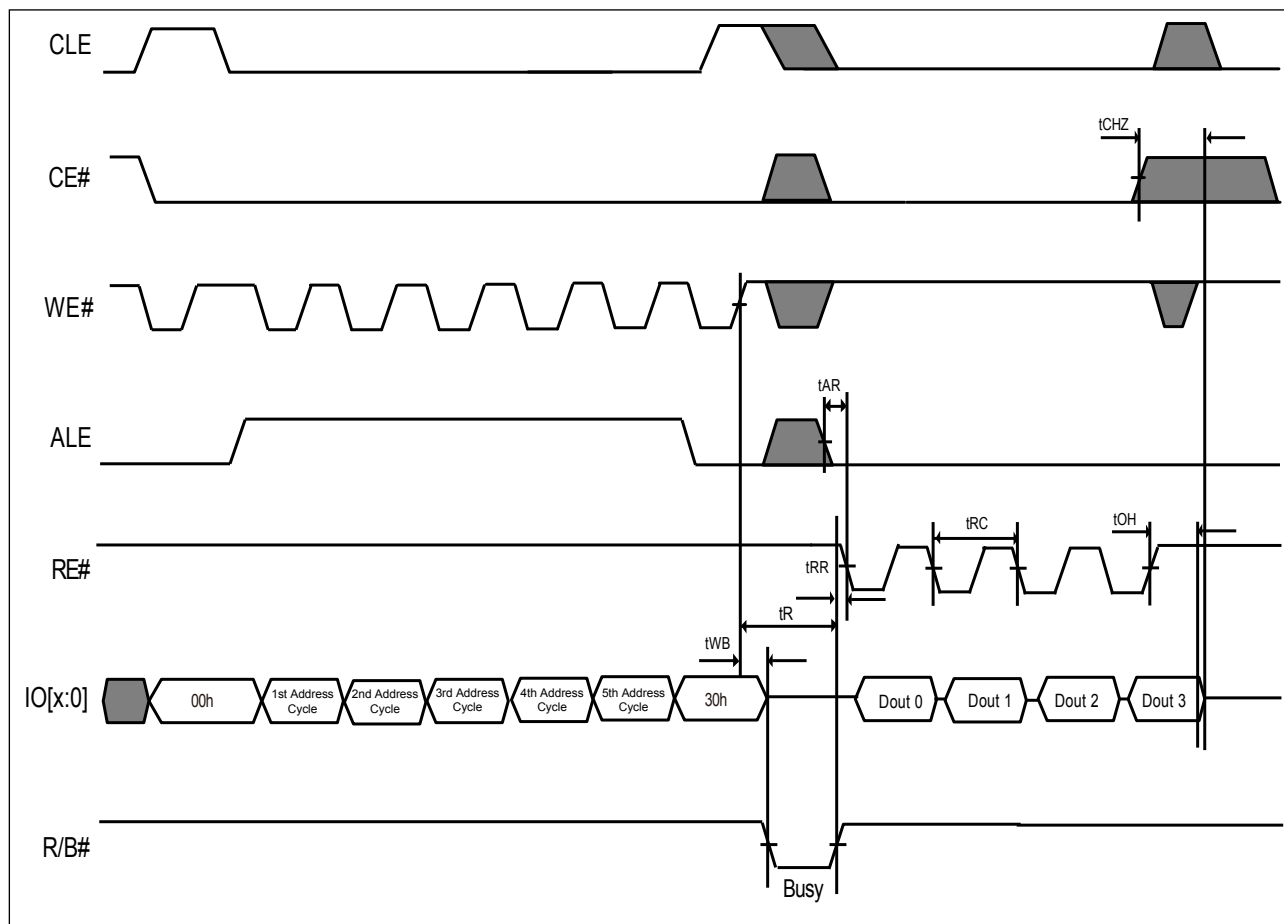 CLE
tCHZ
CE#
WE#
tAR
ALE
tRC
tOH
RE#
tRR
tR
tWB
IO[x:0]
00h
1st Address
Cycle
2nd Address
Cycle
3rd Address
Cycle
4th Address
Cycle
5th Address
Cycle
30h
Dout 0
Dout 1
Dout 2
Dout 3
R/B#
Busy